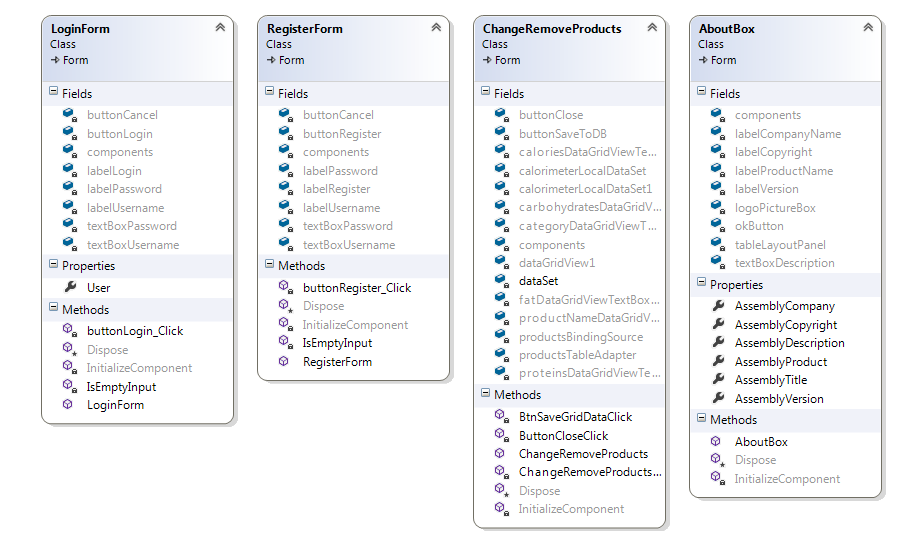 LoginForm
Class
Form
Fields
buttonCancel
buttonLogin
components
labelLogin
labelPassword
labelUsername
textBoxPassword
textBoxUsername
Properties
User
Methods
buttonLogin_Click
Dispose
InitializeComponent
IsEmptyInput
LoginForm
RegisterForm
Class
Form
Fields
buttonCancel
buttonRegister
components
labelPassword
labelRegister
labelUsername
textBoxPassword
textBoxUsername
Methods
buttonRegister_Click
Dispose
InitializeComponent
IsEmptyInput
RegisterForm
ChangeRemoveProducts
Class
Form
Fields
buttonClose
buttonSaveToDB
caloriesDataGridViewTe...
calorimeterLocalDataSet
calorimeterLocalDataSet1
carbohydratesDataGridV...
categoryDataGridViewT...
components
dataGridView1
dataSet
fatDataGridViewTextBox...
productNameDataGridV...
productsBindingSource
productsTableAdapter
proteinsDataGridViewTe...
Methods
BtnSaveGridDataClick
ButtonCloseClick
ChangeRemoveProducts
ChangeRemoveProducts...
Dispose
InitializeComponent
AboutBox
Class
Form
Fields
components
labelCompanyName
labelCopyright
labelProductName
labelVersion
logoPictureBox
okButton
tableLayoutPanel
textBoxDescription
Properties
AssemblyCompany
AssemblyCopyright
AssemblyDescription
AssemblyProduct
AssemblyTitle
AssemblyVersion
Methods
AboutBox
Dispose
InitializeComponent